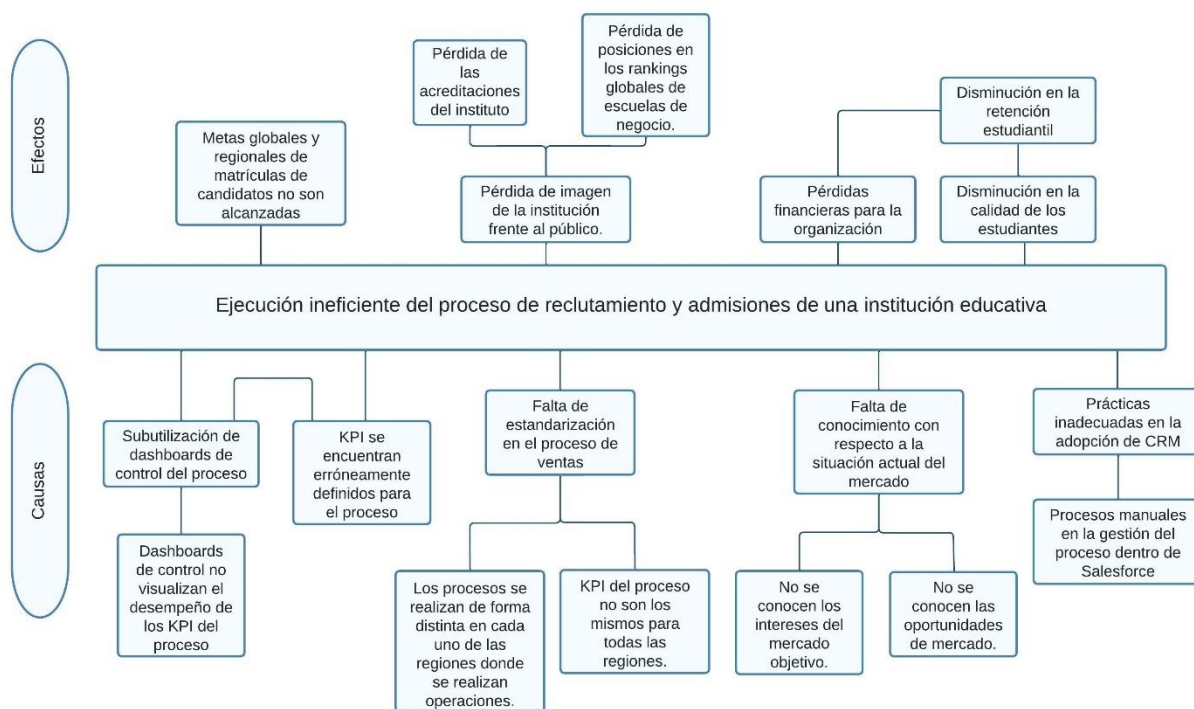 Efectos
Metas globales y
regionales de
matrículas de
candidatos no son
alcanzadas
Pérdida de
las
acreditaciones
del instituto
Pérdida de
posiciones en
los rankings
globales de
escuelas de
negocio.
Pérdida de imagen
de la institución
frente al público.
Disminución en la
retención
estudiantil
Pérdidas
financieras para la
organización
Disminución en la
calidad de los
estudiantes
Ejecución ineficiente del proceso de reclutamiento y admisiones de una institución educativa
Causas
Subutilización de
dashboards de
control del proceso
Dashboards
de control no
visualizan el
desempeño de
los KPI del
proceso
KPI se
encuentran
erróneamente
definidos para
el proceso
Falta de
estandarización
en el proceso de
ventas
Los procesos se
realizan de forma
distinta en cada
uno de las
regiones donde
se realizan
operaciones.
KPI del proceso
no son los
mismos para
todas las
regiones.
Falta de
conocimiento con
respecto a la
situación actual del
mercado
No se
conocen los
intereses del
mercado
objetivo.
No se
conocen las
oportunidades
de mercado.
Prácticas
inadecuadas en la
adopción de CRM
Procesos manuales
en la gestión del
proceso dentro de
Salesforce